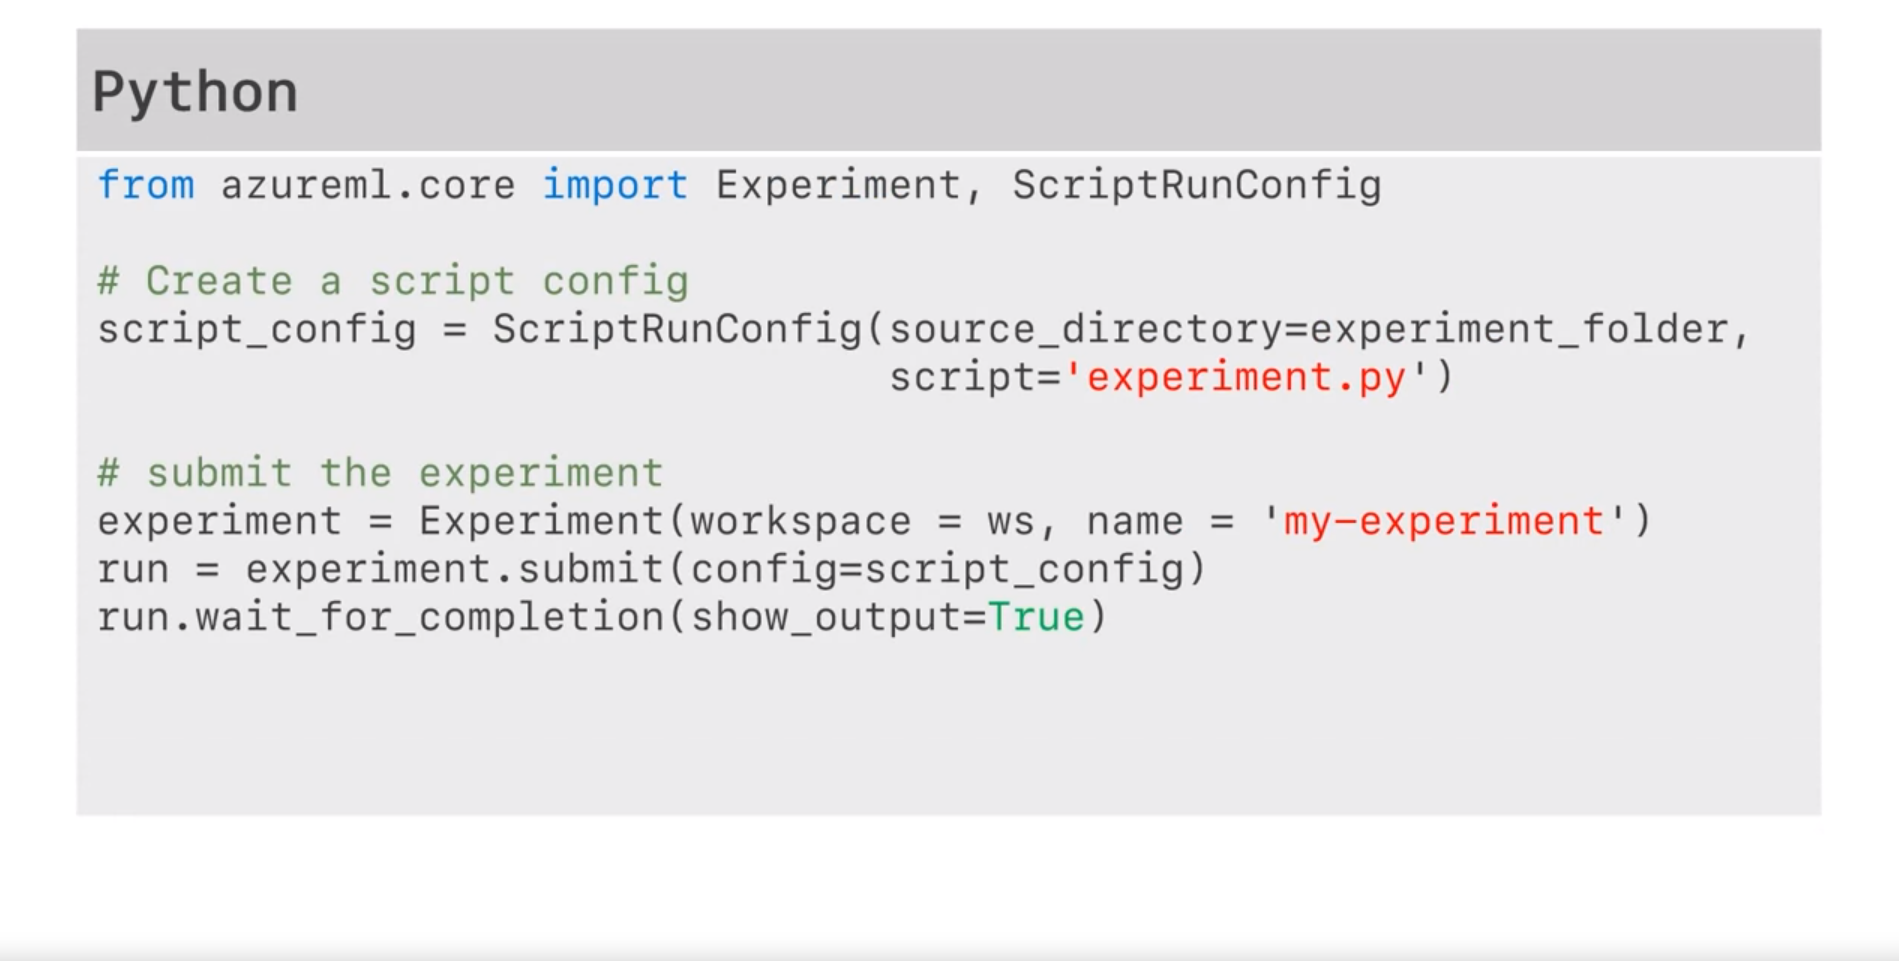 Python
from azureml.core import Experiment, ScriptRunConfig
# Create a script config
script_config = ScriptRunConfig(source_directory=experiment_folder,
script='experiment.py')
# submit the experiment
experiment = Experiment(workspace = ws, name = 'my-experiment')
run = experiment.submit(config=script_config)
run.wait_for_completion(show_output=True)